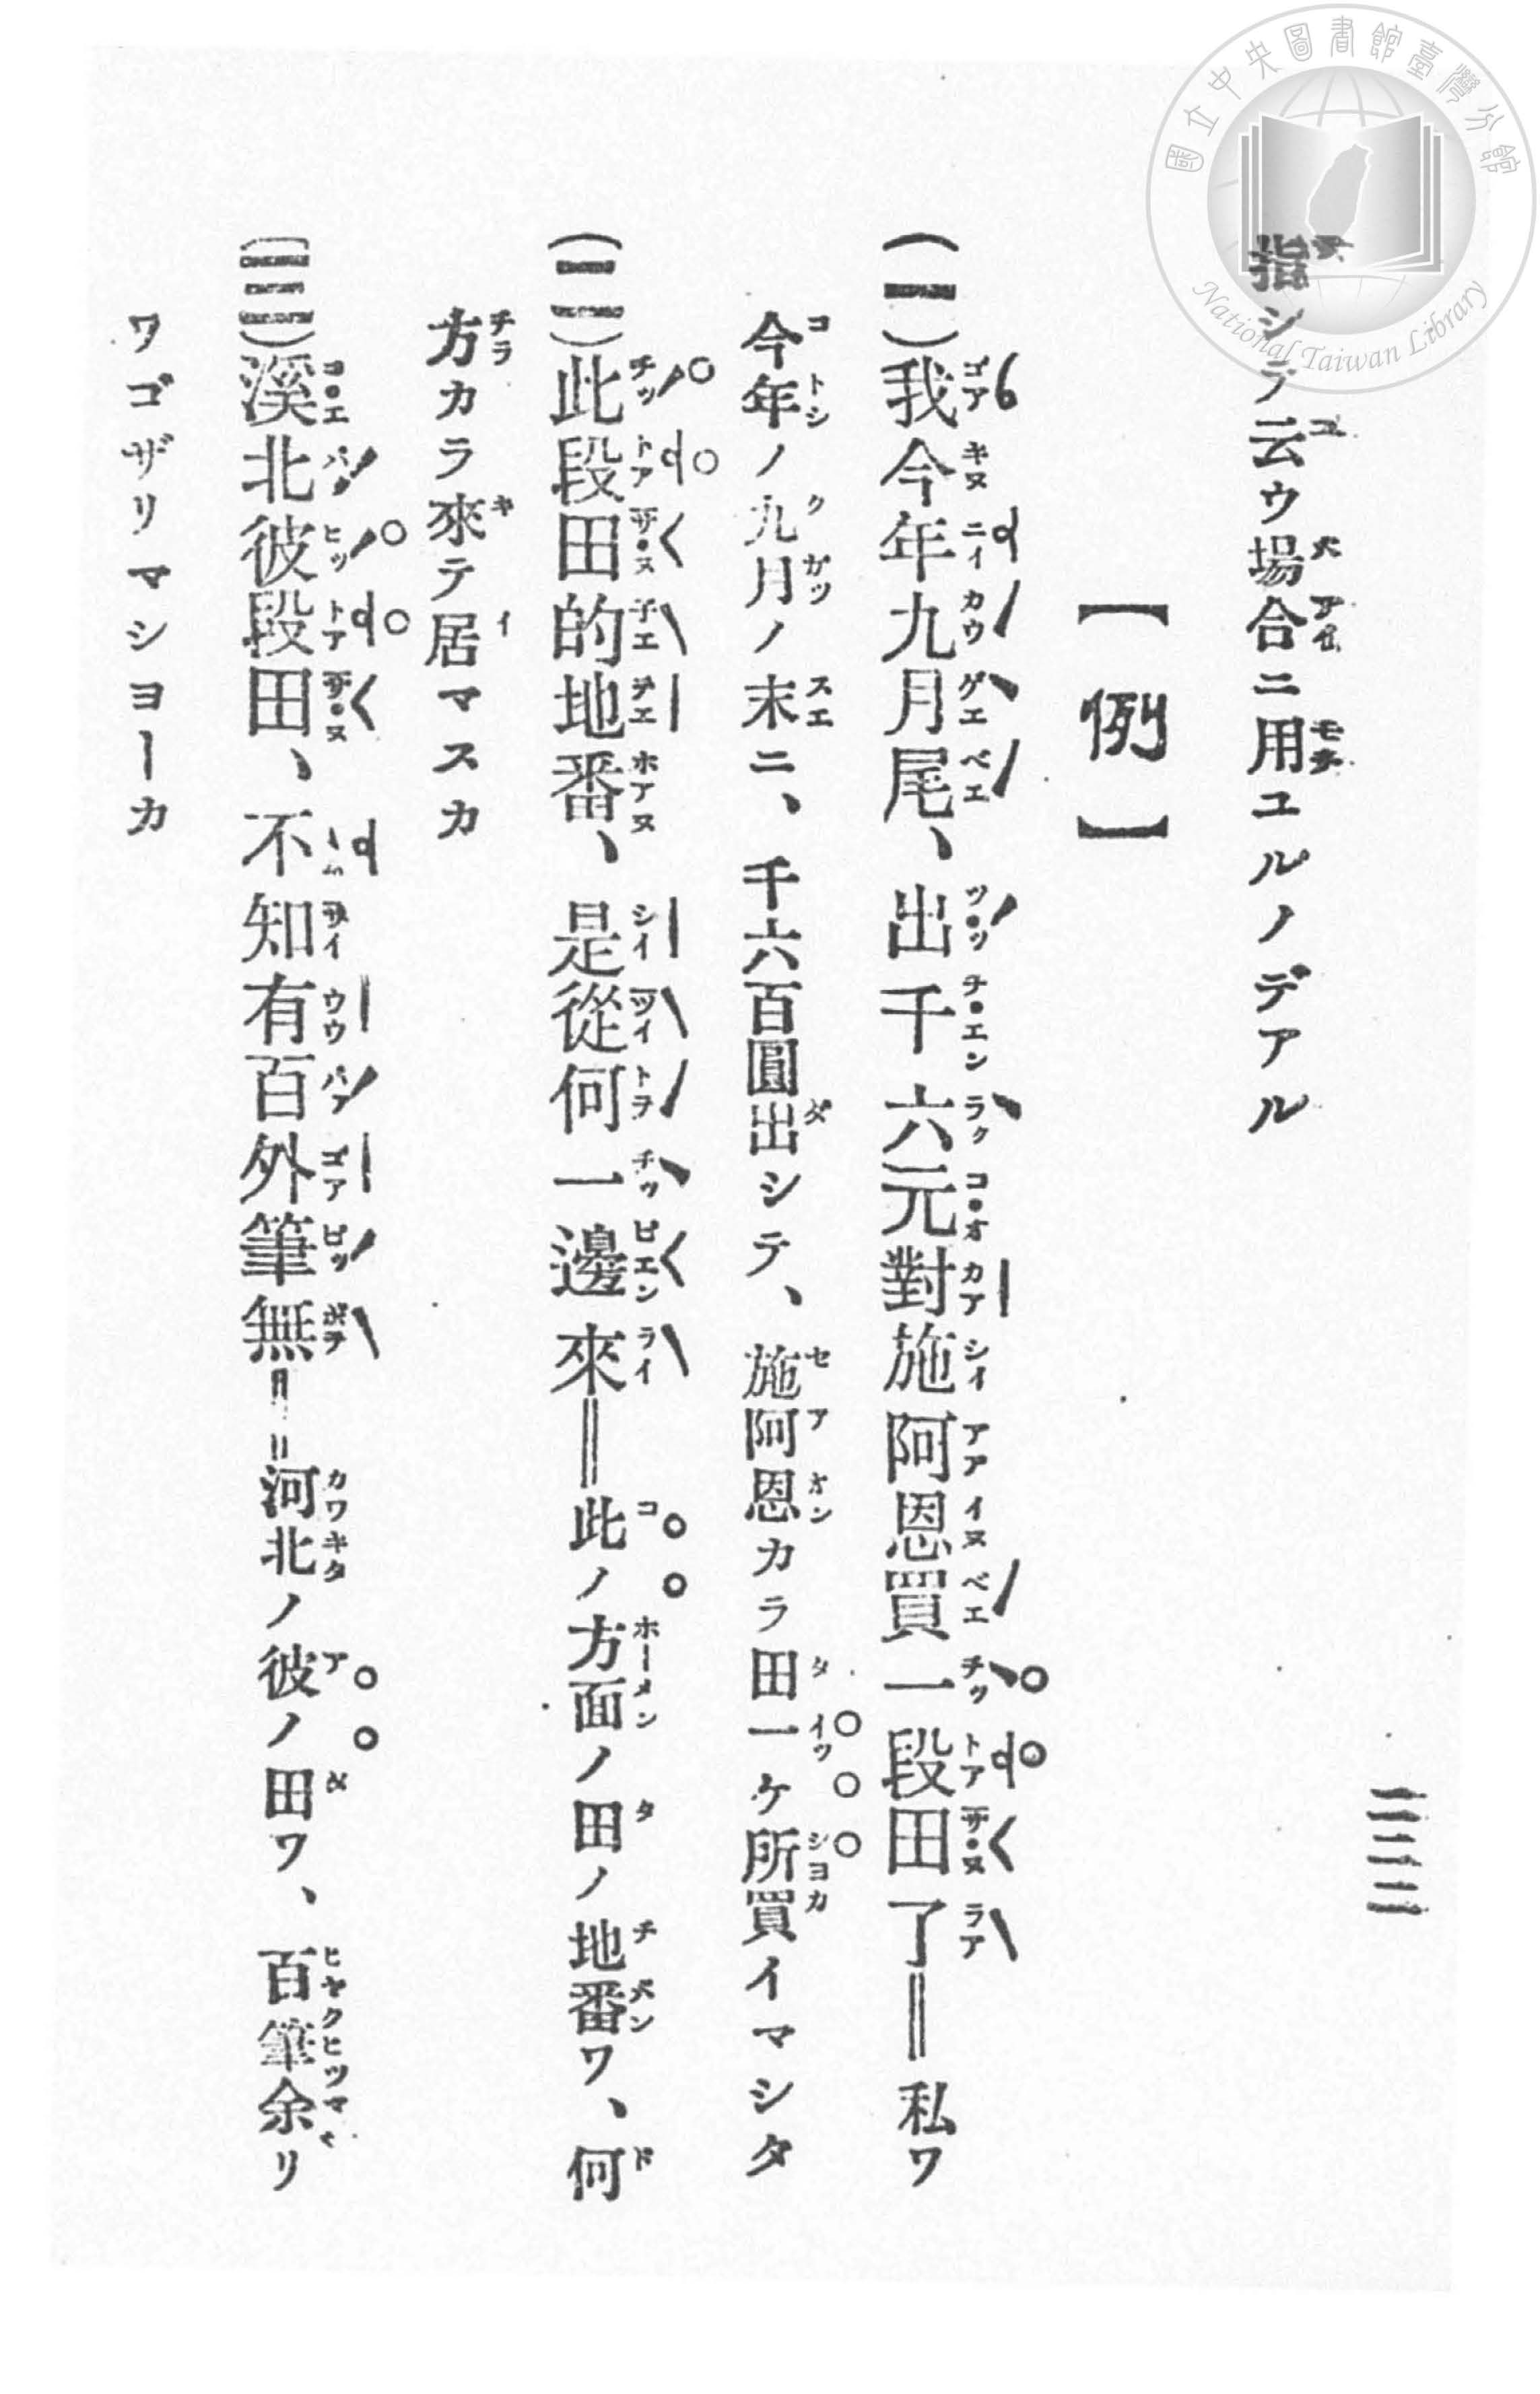 國立中央圖書館臺灣分館
National Taiwan Library
二二二
指シテ云ウ場合ニ用ユルノデアル
【例】
(一)我今年九月尾、出千六元對施阿恩買一段田了＝私ワ
今年ノ九月ノ末ニ、千六百圓出シテ、施阿恩カラ田一ケ所買イマシタ
(二)此段田的地番、是從何一邊來＝此ノ方面ノ田ノ地番ワ、何
方カラ來テ居マスカ
(三)溪北彼段田、不知有百外筆無＝河北ノ彼ノ田ワ、百筆余リ
ワゴザリマショーカ